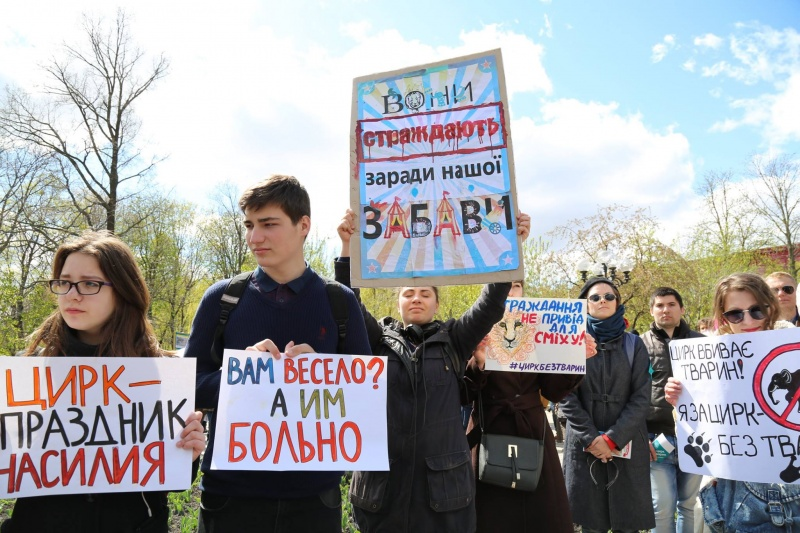 ЦИРК—
ПРАЗДНИК
НАСИЛИЯ
ВАМ ВЕСЕЛО?
А ИМ
БОЛЬНО
ВОНИ
СТРАЖДАЮТЬ
заради нашої
ЗАБАВИ
СТРАЖДАННЯ
НЕ ПРИВІД
ДЛЯ
СМІХУ!
#ЦИРКБЕЗТВАРИН
ЦИРК ВБИВАЄ
ТВАРИН!
Я ЗА ЦИРК
БЕЗ ТВА